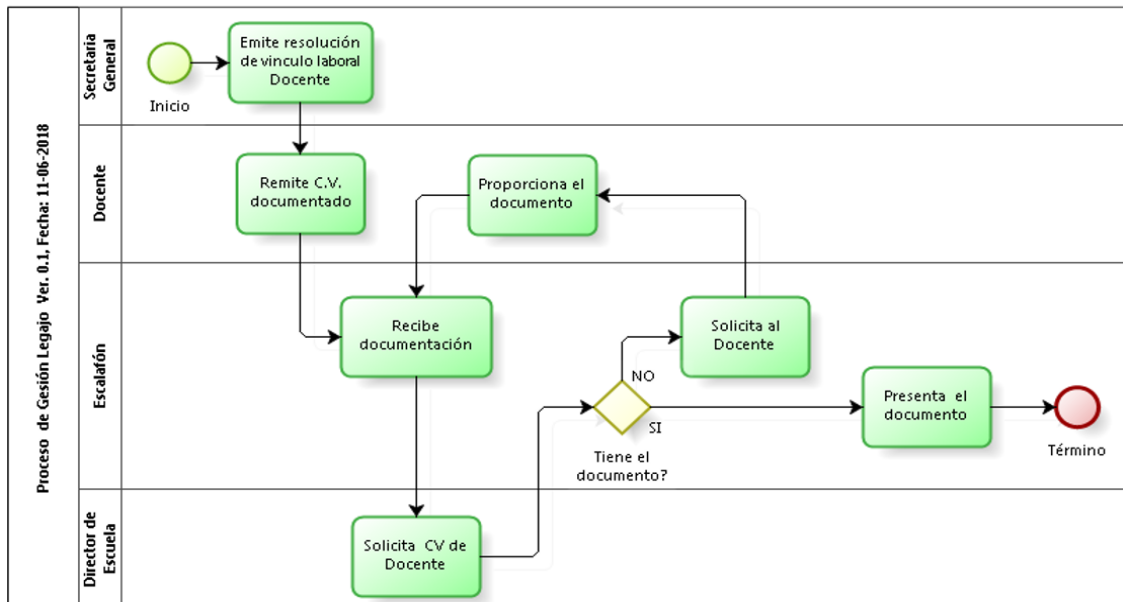 Proceso de Gesión Legajo Ver. 0.1, Fecha: 11-06-2018
Secretaria
General
Inicio
Emite resolución
de vinculo laboral
Docente
Docente
Remite C.V.
documentado
Proporciona el
documento
Escalafón
Recibe
documentación
Solicita al
Docente
NO
SI
Tiene el
documento?
Presenta el
documento
Término
Director de
Escuela
Solicita CV de
Docente